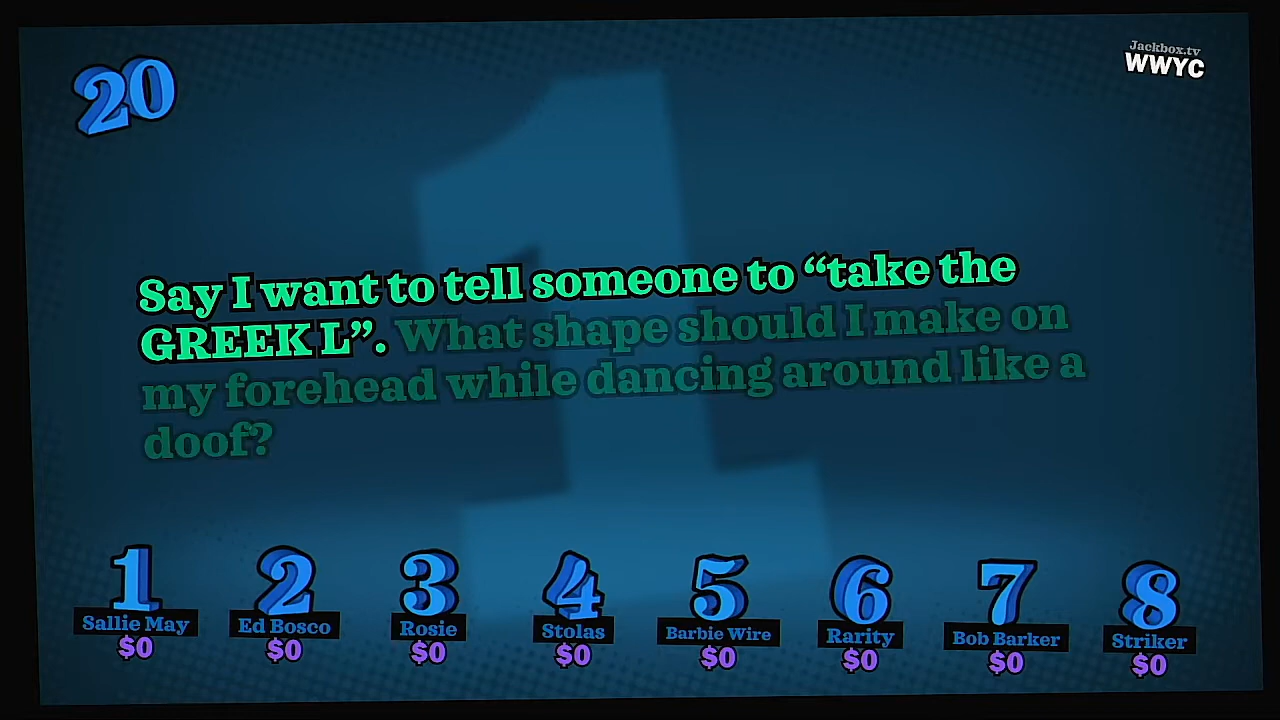 20
Jackbox.tv
WWYC
Say I want to tell someone to “take the
GREEK L”. What shape should I make on
my forehead while dancing around like a
doof?
1 2 3 4 5 6 7 8
Sallie May Ed Bosco Rosie Stolas Barbie Wire Rarity Bob Barker Striker
$0 $0 $0 $0 $0 $0 $0 $0
1